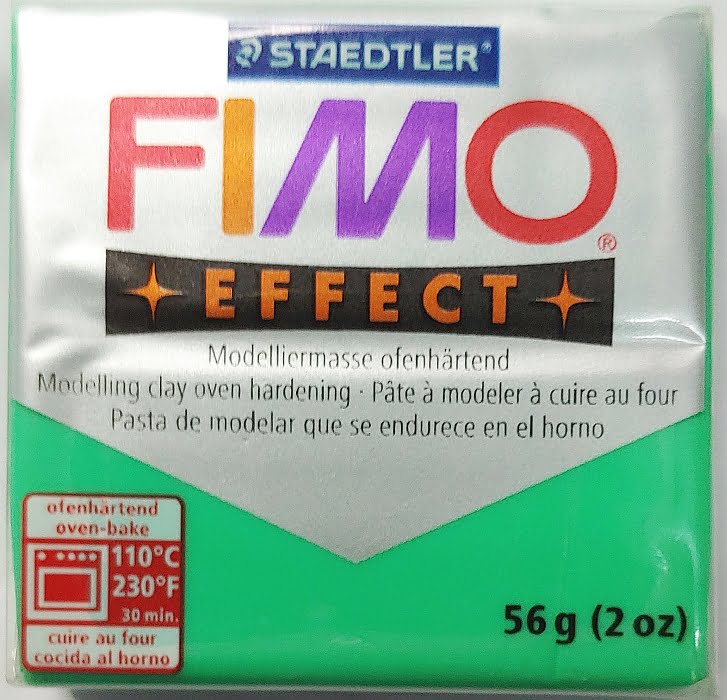 STAEDTLER®
FIMO®
EFFECT
Modelliermasse ofenhärtend
Modelling clay oven hardening · Pâte à modeler à cuire au four
Pasta de modelar que se endurece en el horno
ofenhärtend
oven-bake
110°C
230°F
30 min.
cuire au four
cocida al horno
56 g (2 oz)